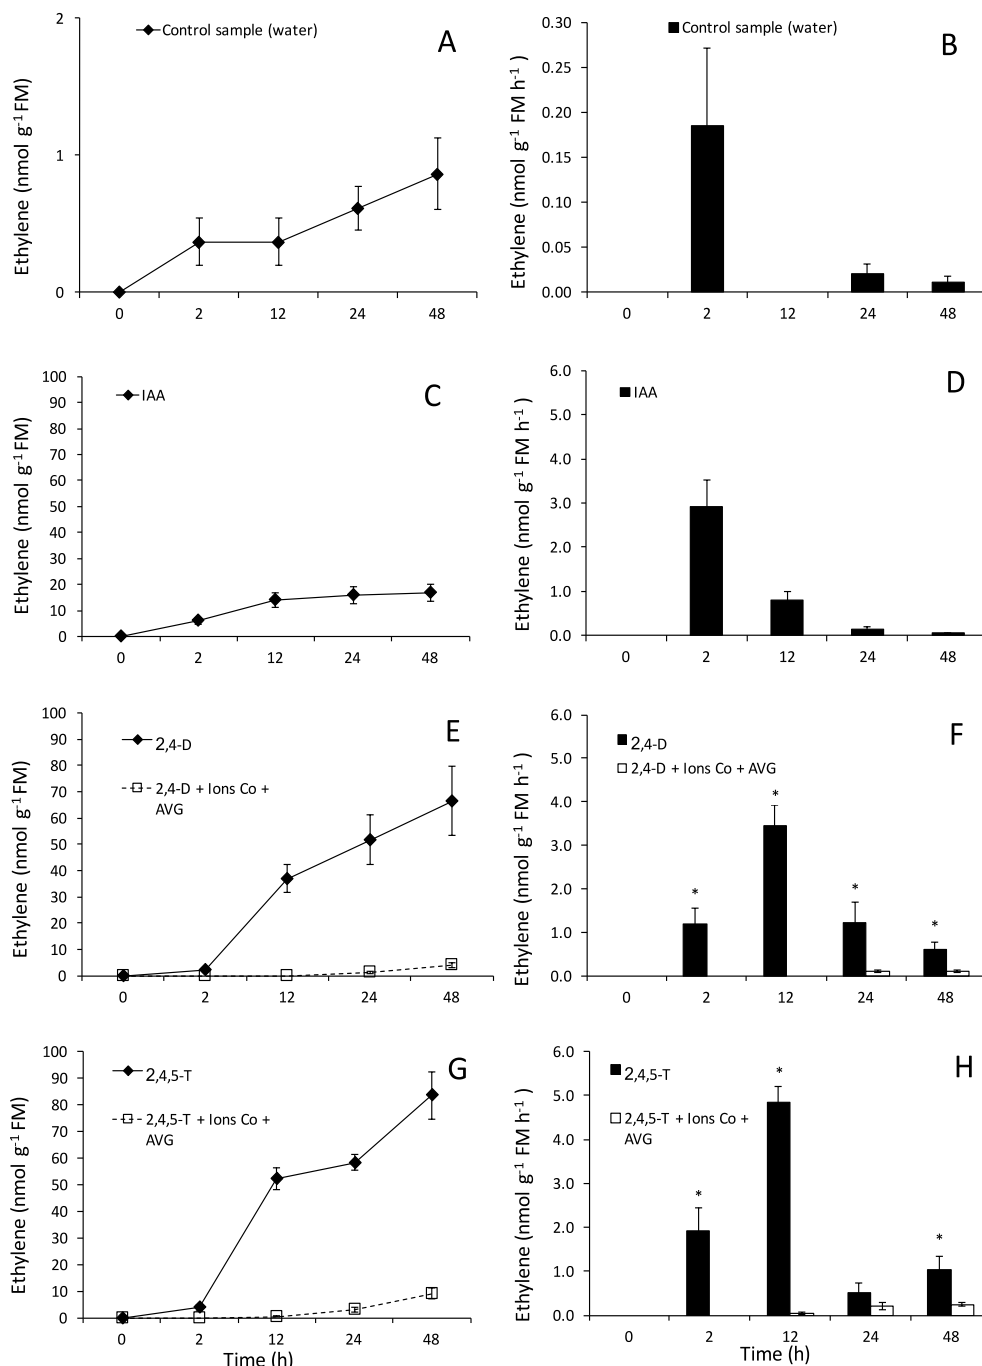 A
Control sample (water)
Ethylene (nmol g-1 FM)
2
1
0
0 2 12 24 48
B
Control sample (water)
Ethylene (nmol g-1 FM h-1 )
0.30
0.25
0.20
0.15
0.10
0.05
0.00
0 2 12 24 48
C
IAA
Ethylene (nmol g-1 FM)
100
90
80
70
60
50
40
30
20
10
0
0 2 12 24 48
D
IAA
Ethylene (nmol g-1 FM h-1 )
6.0
5.0
4.0
3.0
2.0
1.0
0.0
0 2 12 24 48
E
2,4-D
2,4-D + Ions Co +
AVG
Ethylene (nmol g-1 FM)
100
90
80
70
60
50
40
30
20
10
0
0 2 12 24 48
F
2,4-D
2,4-D + Ions Co + AVG
Ethylene (nmol g-1 FM h-1 )
6.0
5.0
4.0
3.0
2.0
1.0
0.0
* * * *
0 2 12 24 48
G
2,4,5-T
2,4,5-T + Ions Co +
AVG
Ethylene (nmol g-1 FM)
100
90
80
70
60
50
40
30
20
10
0
0 2 12 24 48
Time (h)
H
2,4,5-T
2,4,5-T + Ions Co +
AVG
Ethylene (nmol g-1 FM h-1 )
6.0
5.0
4.0
3.0
2.0
1.0
0.0
* * *
0 2 12 24 48
Time (h)